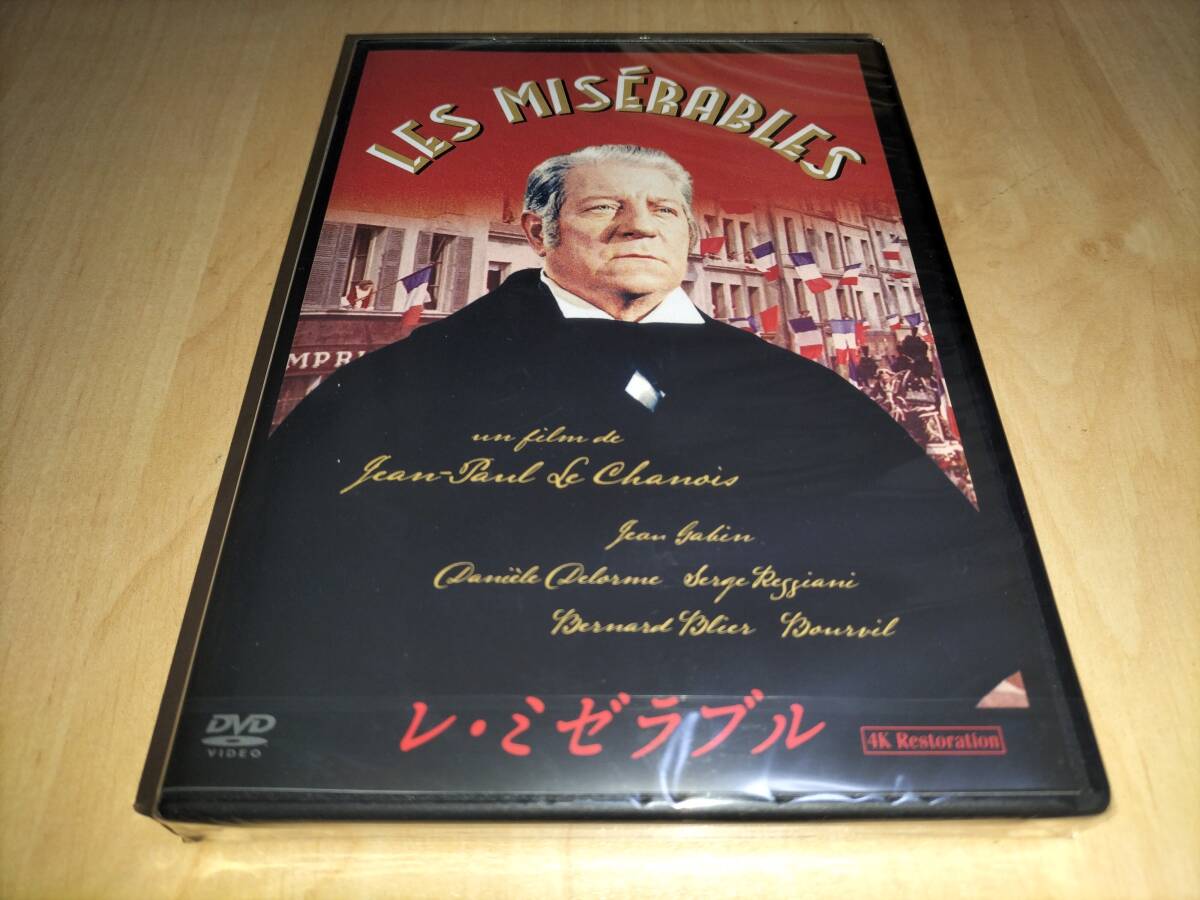 LES MISÉRABLES
MPRI
un film de
Jean-Paul Le Chanois
Jean Gabin
Danièle Delorme Serge Reggiani
Bernard Blier Bourvil
レ・ミゼラブル
DVD
VIDEO
4K Restoration